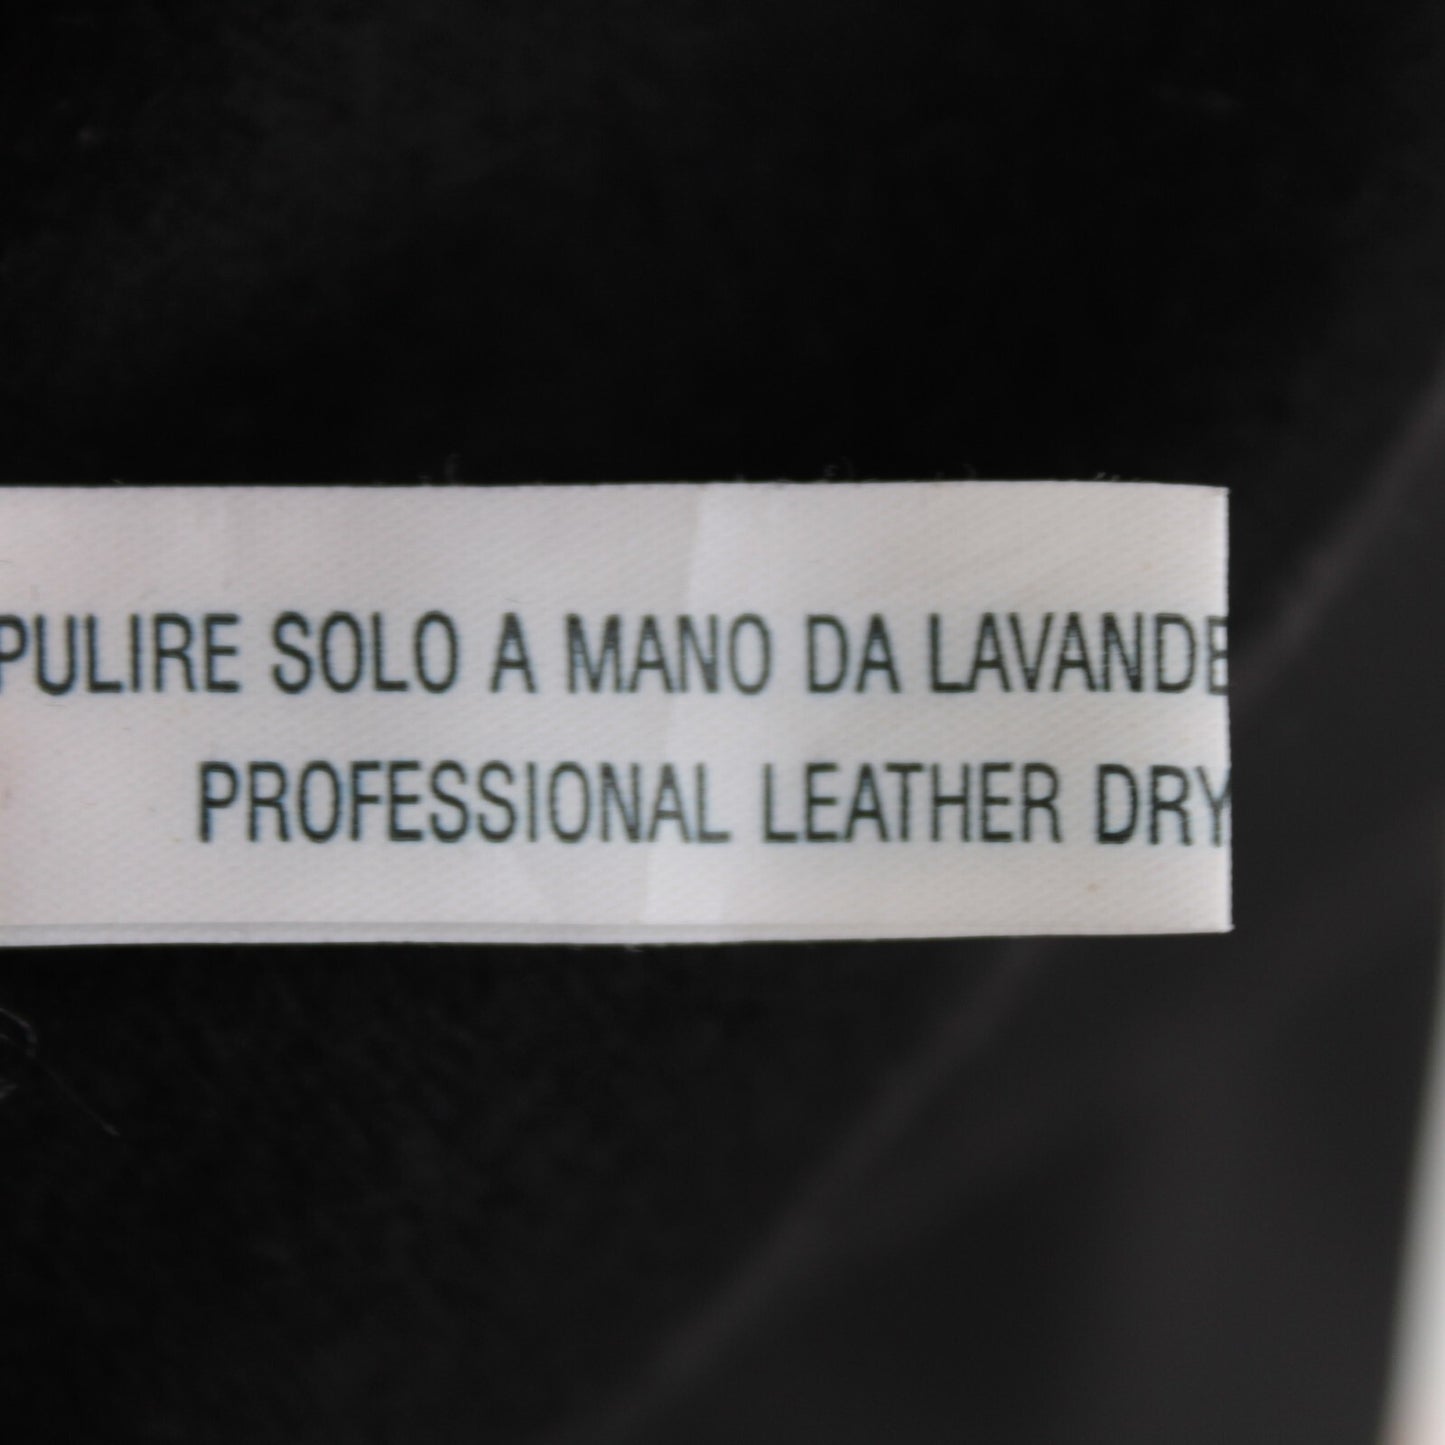 PULIRE SOLO A MANO DA LAVANDE
PROFESSIONAL LEATHER DRY